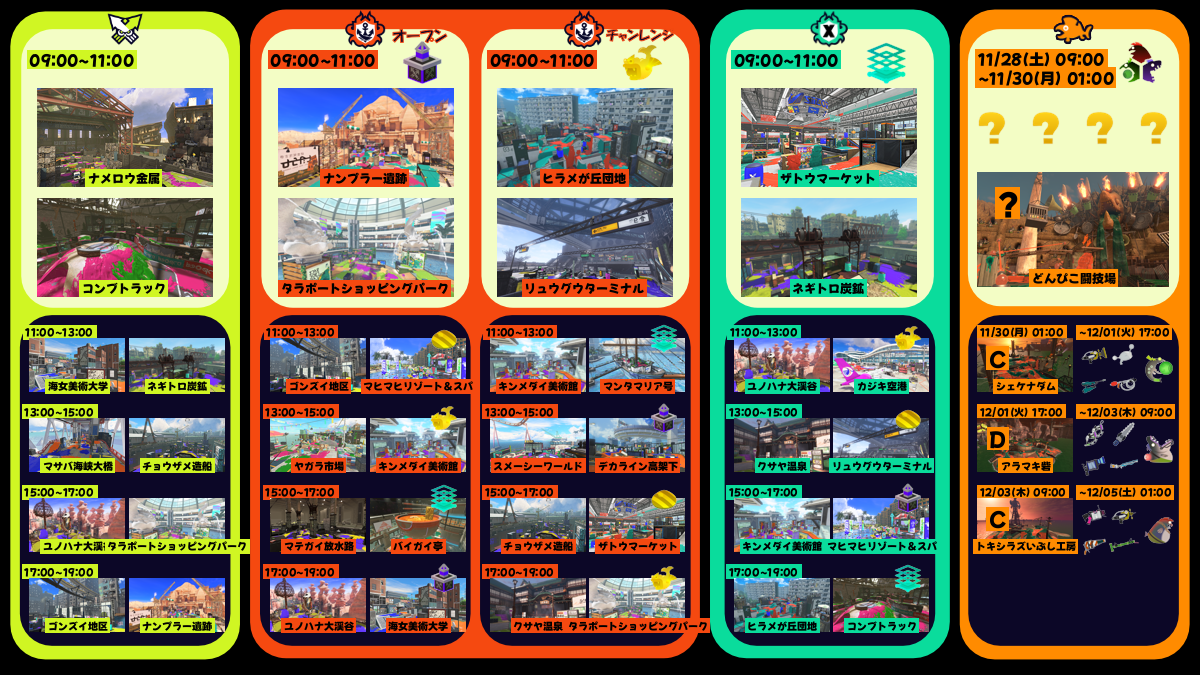 09:00~11:00
ナメロウ金属
コンブトラック
11:00~13:00
海女美術大学
ネギトロ炭鉱
13:00~15:00
マサバ海峡大橋
チョウザメ造船
15:00~17:00
ユノハナ大渓
タラポートショッピングパーク
17:00~19:00
ゴンズイ地区
ナンプラー遺跡
オープン
09:00~11:00
ナンプラー遺跡
タラポートショッピングパーク
11:00~13:00
ゴンズイ地区
マヒマヒリゾート&スパ
13:00~15:00
ヤガラ市場
キンメダイ美術館
15:00~17:00
マテガイ放水路
バイガイ亭
17:00~19:00
ユノハナ大渓谷
海女美術大学
チャンレンジ
09:00~11:00
ヒラメが丘団地
リュウグウターミナル
11:00~13:00
キンメダイ美術館
マンタマリア号
13:00~15:00
スメーシーワールド
デカライン高架下
15:00~17:00
チョウザメ造船
ザトウマーケット
17:00~19:00
クサヤ温泉
タラポートショッピングパーク
X
09:00~11:00
ザトウマーケット
ネギトロ炭鉱
11:00~13:00
ユノハナ大渓谷
カジキ空港
13:00~15:00
クサヤ温泉
リュウグウターミナル
15:00~17:00
キンメダイ美術館
マヒマヒリゾート&スパ
17:00~19:00
ヒラメが丘団地
コンブトラック
11/28(土) 09:00
~11/30(月) 01:00
? ? ? ?
?
どんぴこ闘技場
11/30(月) 01:00
~12/01(火) 17:00
C
シェケナダム
12/01(火) 17:00
~12/03(木) 09:00
D
アラマキ砦
12/03(木) 09:00
~12/05(土) 01:00
C
トキシラズいぶし工房